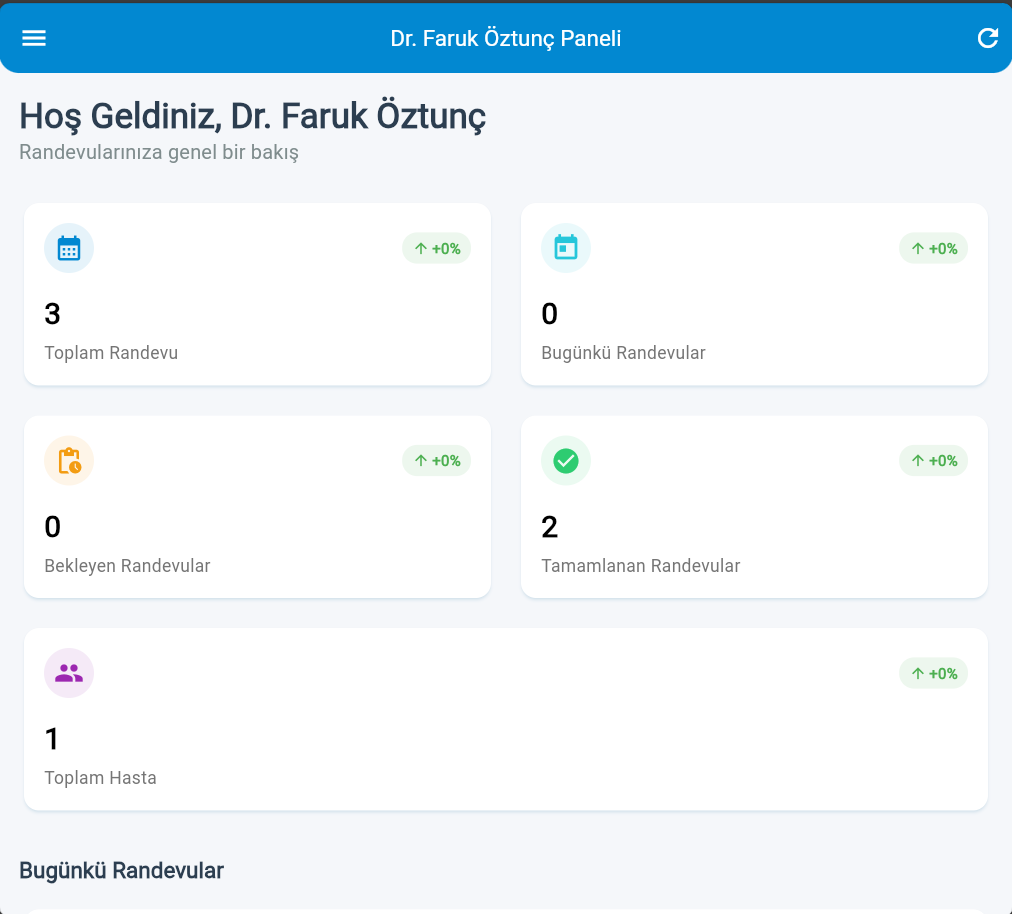 Dr. Faruk Öztunç Paneli
Hoş Geldiniz, Dr. Faruk Öztunç
Randevularınıza genel bir bakış
+0%
3
Toplam Randevu
+0%
0
Bugünkü Randevular
+0%
0
Bekleyen Randevular
+0%
2
Tamamlanan Randevular
+0%
1
Toplam Hasta
Bugünkü Randevular